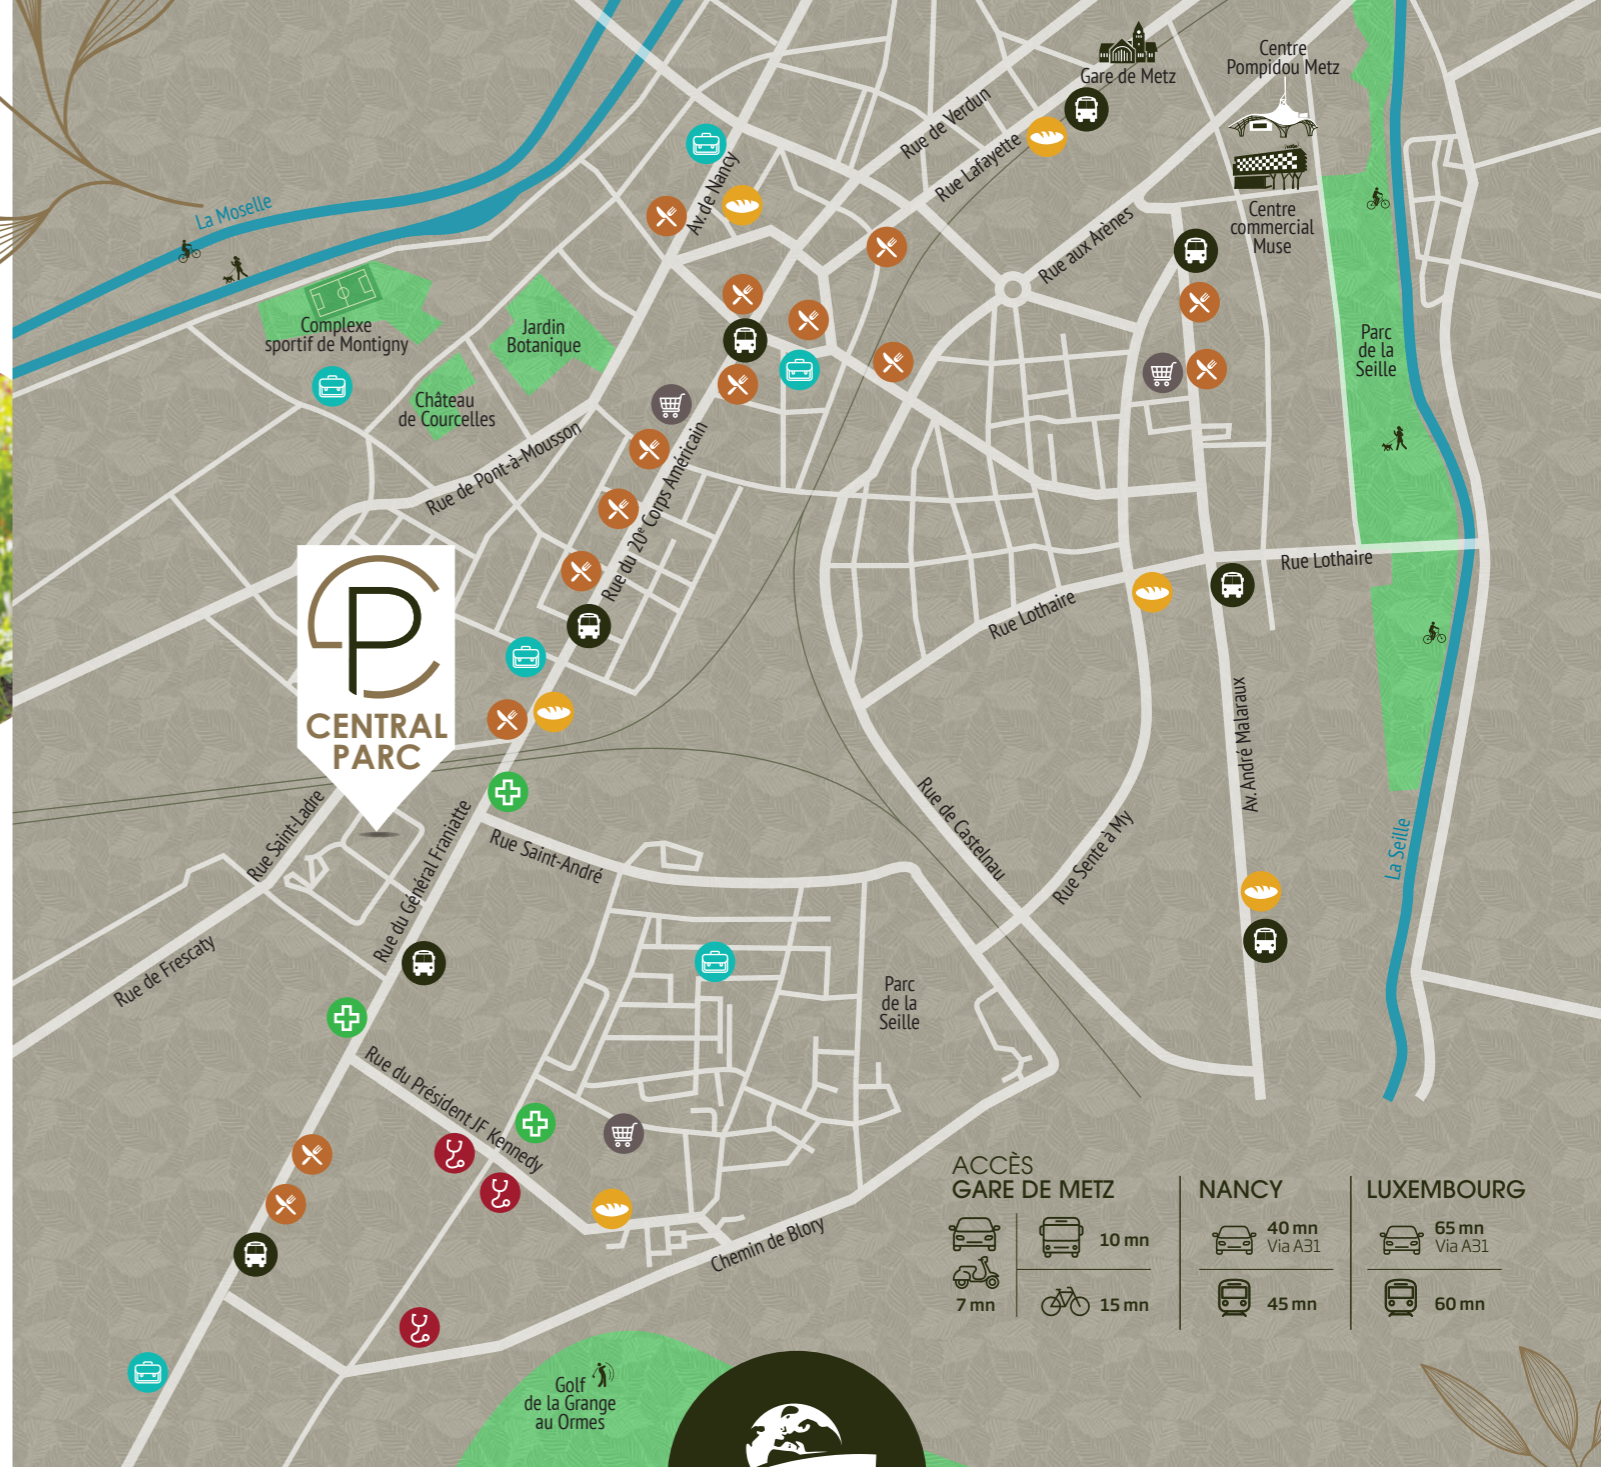 Centre
Pompidou Metz
Gare de Metz
Rue de Verdun
Rue Lafayette
Av. de Nancy
La Moselle
Centre
commercial
Muse
Rue aux Arènes
Complexe
sportif de Montigny
Jardin
Botanique
Parc
de la
Seille
Château
de Courcelles
Rue de Pont-à-Mousson
Rue du 20e Corps Américain
Rue Lothaire
Rue Lothaire
CP
CENTRAL
PARC
Av. André Malaraux
Rue Saint-Ladre
Rue du Général Franiatte
Rue Saint-André
Rue de Castelnau
Rue Sente à My
La Seille
Rue de Frescaty
Parc
de la
Seille
Rue du Président JF Kennedy
Chemin de Blory
ACCÈS
GARE DE METZ
7 mn
10 mn
15 mn
NANCY
40 mn
Via A31
45 mn
LUXEMBOURG
65 mn
Via A31
60 mn
Golf
de la Grange
au Ormes